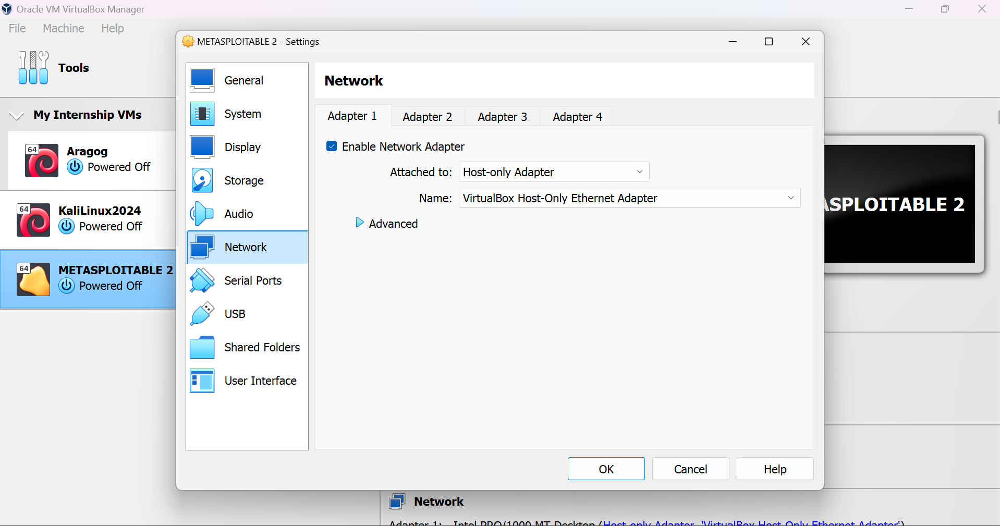 Oracle VM VirtualBox Manager
File Machine Help
Tools
My Internship VMs
64
Aragog
Powered Off
64
KaliLinux2024
Powered Off
64
METASPLOITABLE 2
Powered Off
METASPLOITABLE 2 - Settings
General
System
Display
Storage
Audio
Network
Serial Ports
USB
Shared Folders
User Interface
Network
Adapter 1 Adapter 2 Adapter 3 Adapter 4
Enable Network Adapter
Attached to: Host-only Adapter
Name: VirtualBox Host-Only Ethernet Adapter
Advanced
OK Cancel Help
ASPLOITABLE 2
Network
Adapter 1: Intel PRO/1000 MT Desktop (Host-only Adapter, 'VirtualBox Host-Only Ethernet Adapter')